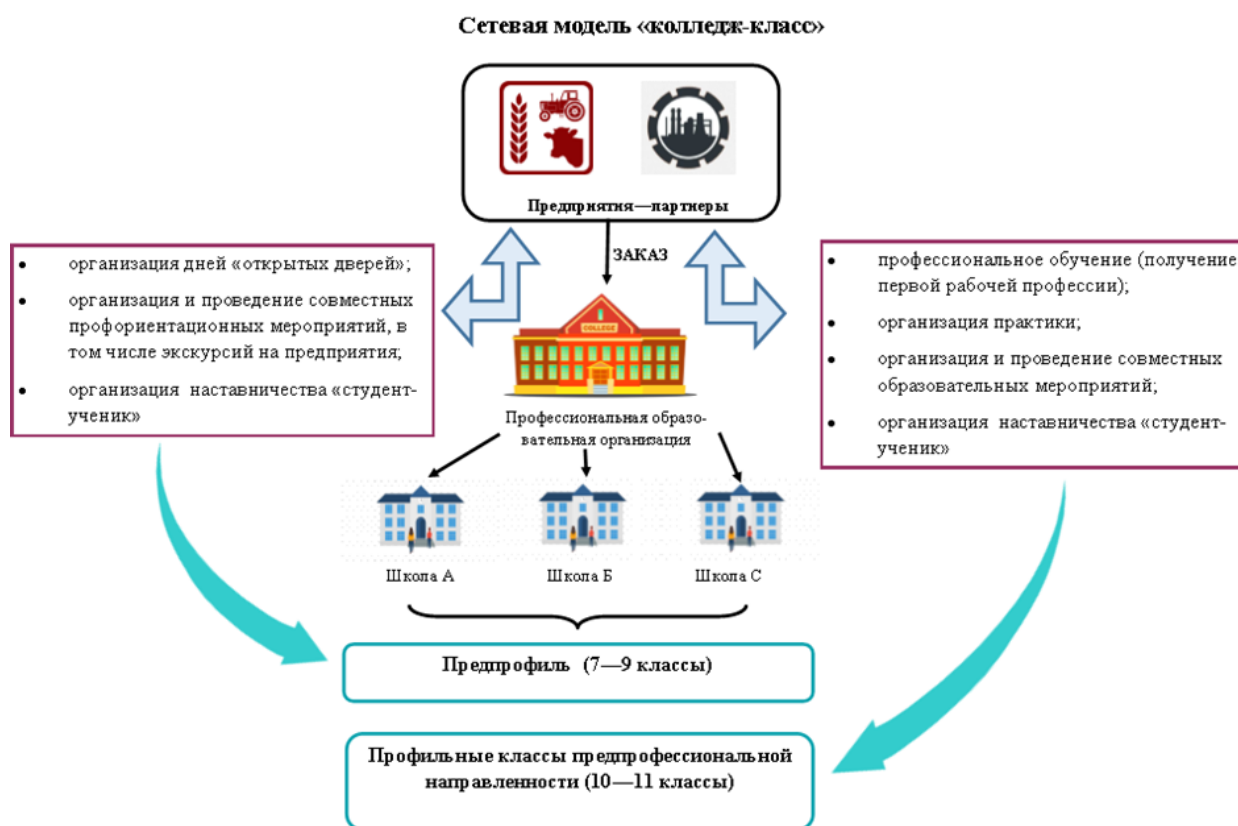 Сетевая модель «колледж-класс»
Предприятия—партнеры
ЗАКАЗ
• организация дней «открытых дверей»;
• организация и проведение совместных
профориентационных мероприятий, в
том числе экскурсий на предприятия;
• организация наставничества «студент-
ученик»
• профессиональное обучение (получение
первой рабочей профессии);
• организация практики;
• организация и проведение совместных
образовательных мероприятий;
• организация наставничества «студент-
ученик»
COLLEGE
Профессиональная образо-
вательная организация
Школа А
Школа Б
Школа С
Предпрофиль (7—9 классы)
Профильные классы предпрофессиональной
направленности (10—11 классы)